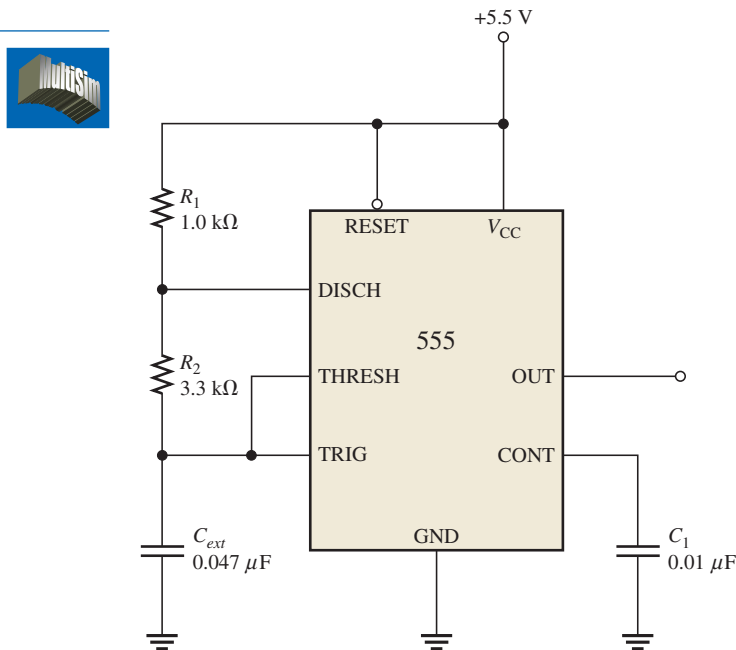 +5.5 V
MultiSim
R1
1.0 kΩ
RESET
VCC
DISCH
555
R2
3.3 kΩ
THRESH
OUT
TRIG
CONT
GND
Cext
0.047 μF
C1
0.01 μF